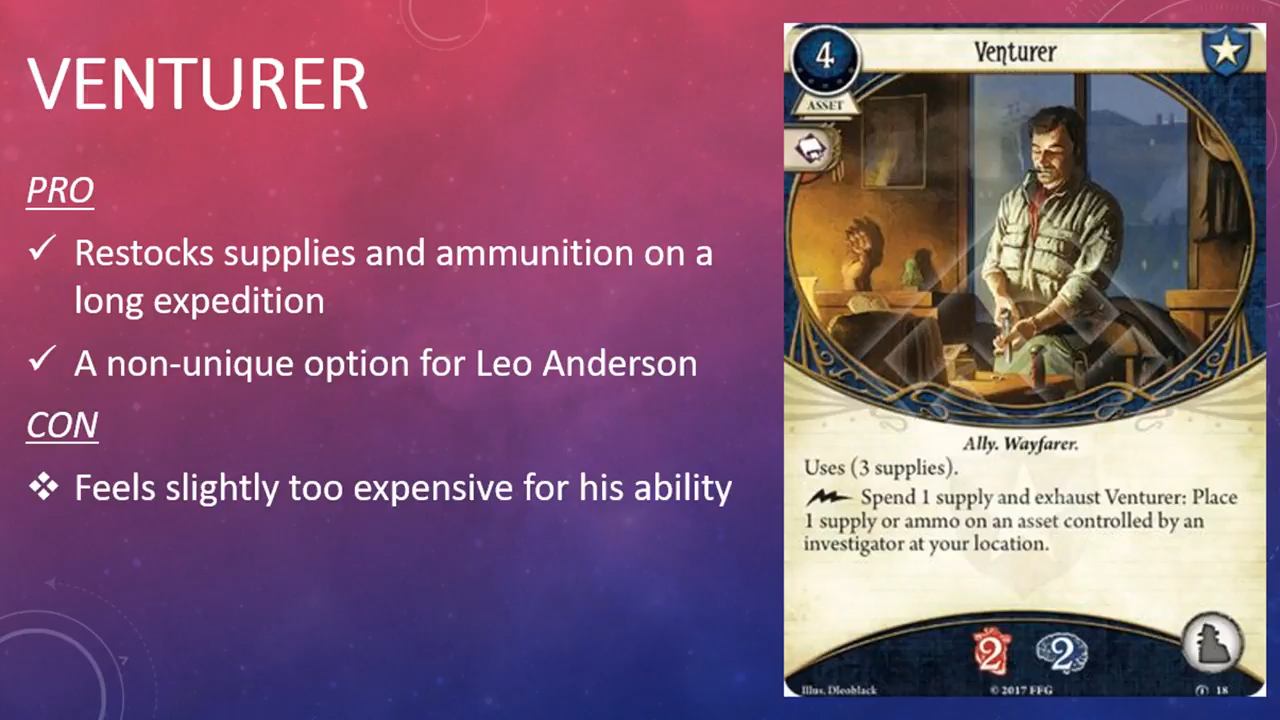 VENTURER
PRO
Restocks supplies and ammunition on a
long expedition
A non-unique option for Leo Anderson
CON
Feels slightly too expensive for his ability
4
Venturer
ASSET
Ally. Wayfarer.
Uses (3 supplies).
Spend 1 supply and exhaust Venturer: Place
1 supply or ammo on an asset controlled by an
investigator at your location.
2 2
Illus. Dleoblack © 2017 FFG 18